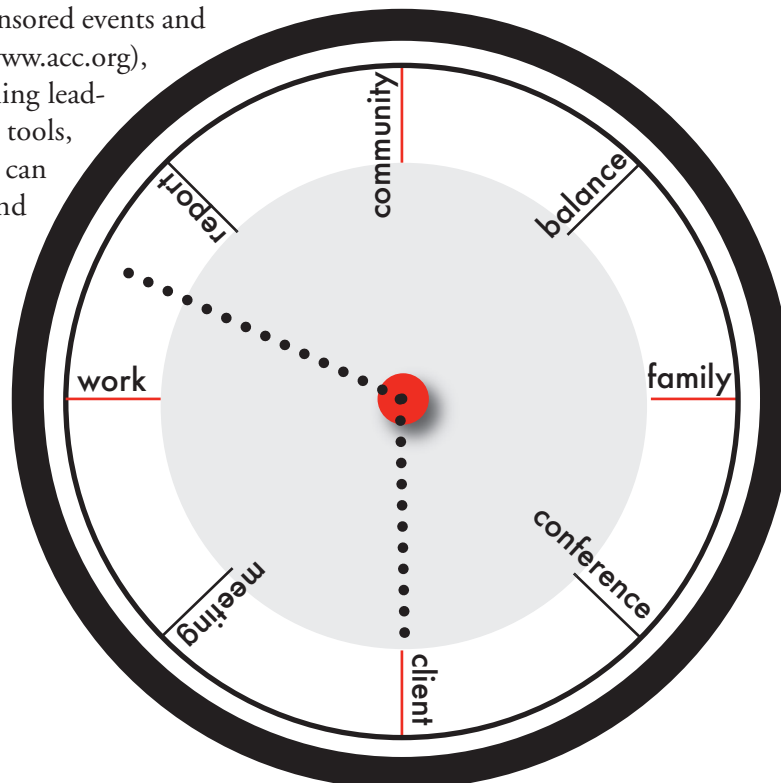 nsored events and
ww.acc.org),
ing lead-
tools,
can
nd
community
balance
family
conference
client
meeting
work
report